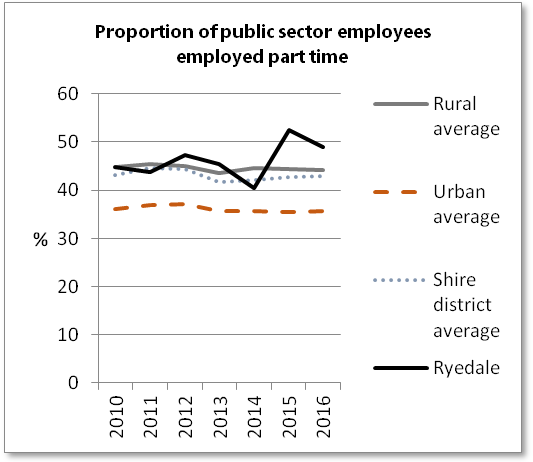 Proportion of public sector employees
employed part time
60
50
40
30
20
10
0
%
2010
2011
2012
2013
2014
2015
2016
Rural
average
Urban
average
Shire
district
average
Ryedale